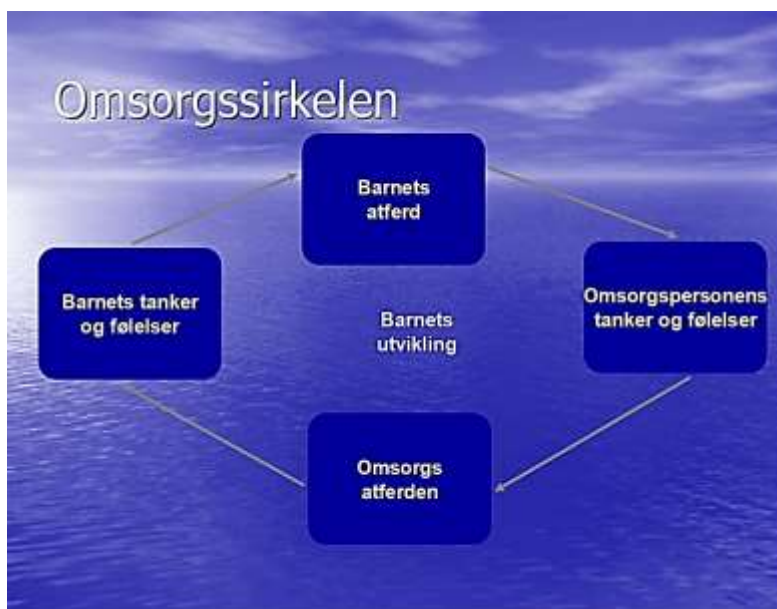 Omsorgssirkelen
Barnets
atferd
Barnets tanker
og følelser
Omsorgspersonens
tanker og følelser
Barnets
utvikling
Omsorgs
atferden